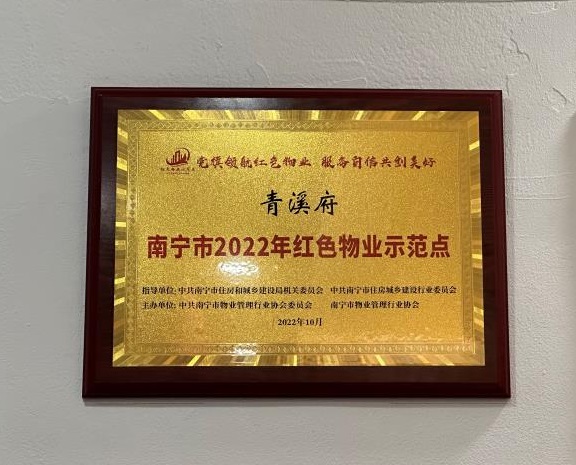 党旗领航红色物业 服务自信共创美好
青溪府
南宁市2022年红色物业示范点
指导单位: 中共南宁市住房和城乡建设局机关委员会 中共南宁市住房城乡建设行业委员会
主办单位: 中共南宁市物业管理行业协会委员会 南宁市物业管理行业协会
2022年10月